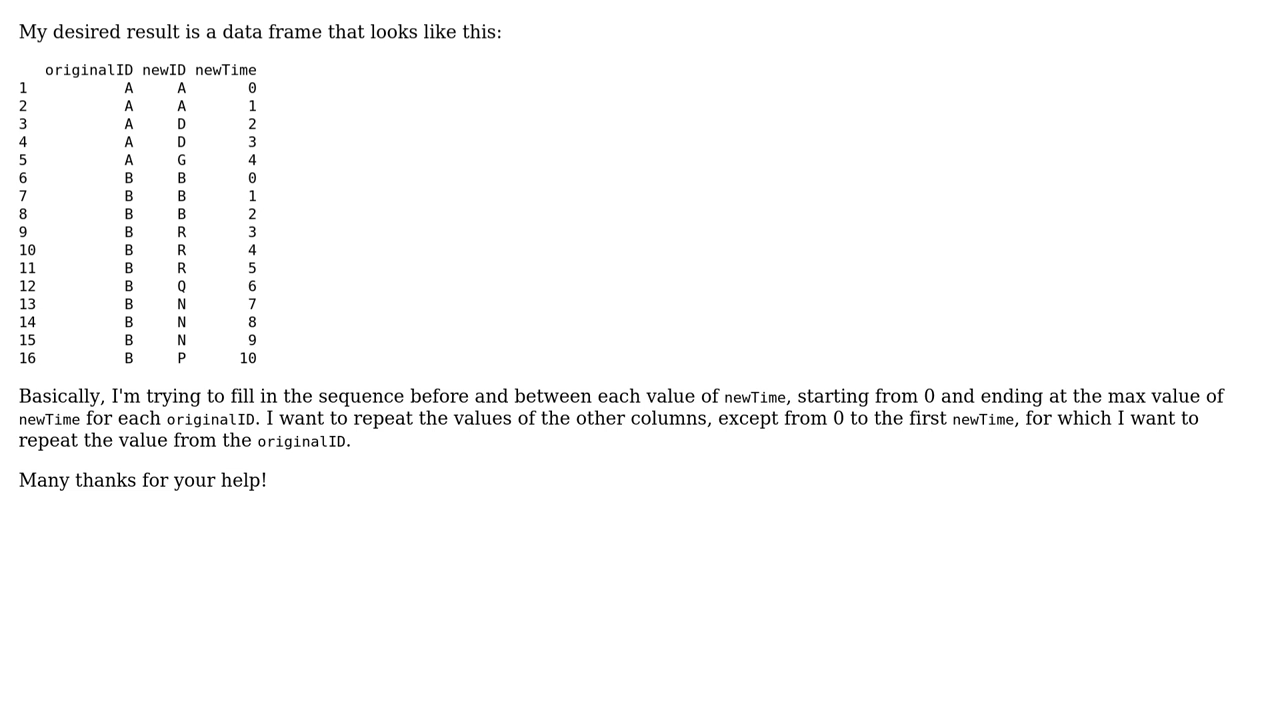 My desired result is a data frame that looks like this:
   originalID newID newTime
1           A     A       0
2           A     A       1
3           A     D       2
4           A     D       3
5           A     G       4
6           B     B       0
7           B     B       1
8           B     B       2
9           B     R       3
10          B     R       4
11          B     R       5
12          B     Q       6
13          B     N       7
14          B     N       8
15          B     N       9
16          B     P      10
Basically, I'm trying to fill in the sequence before and between each value of newTime, starting from 0 and ending at the max value of
newTime for each originalID. I want to repeat the values of the other columns, except from 0 to the first newTime, for which I want to
repeat the value from the originalID.
Many thanks for your help!